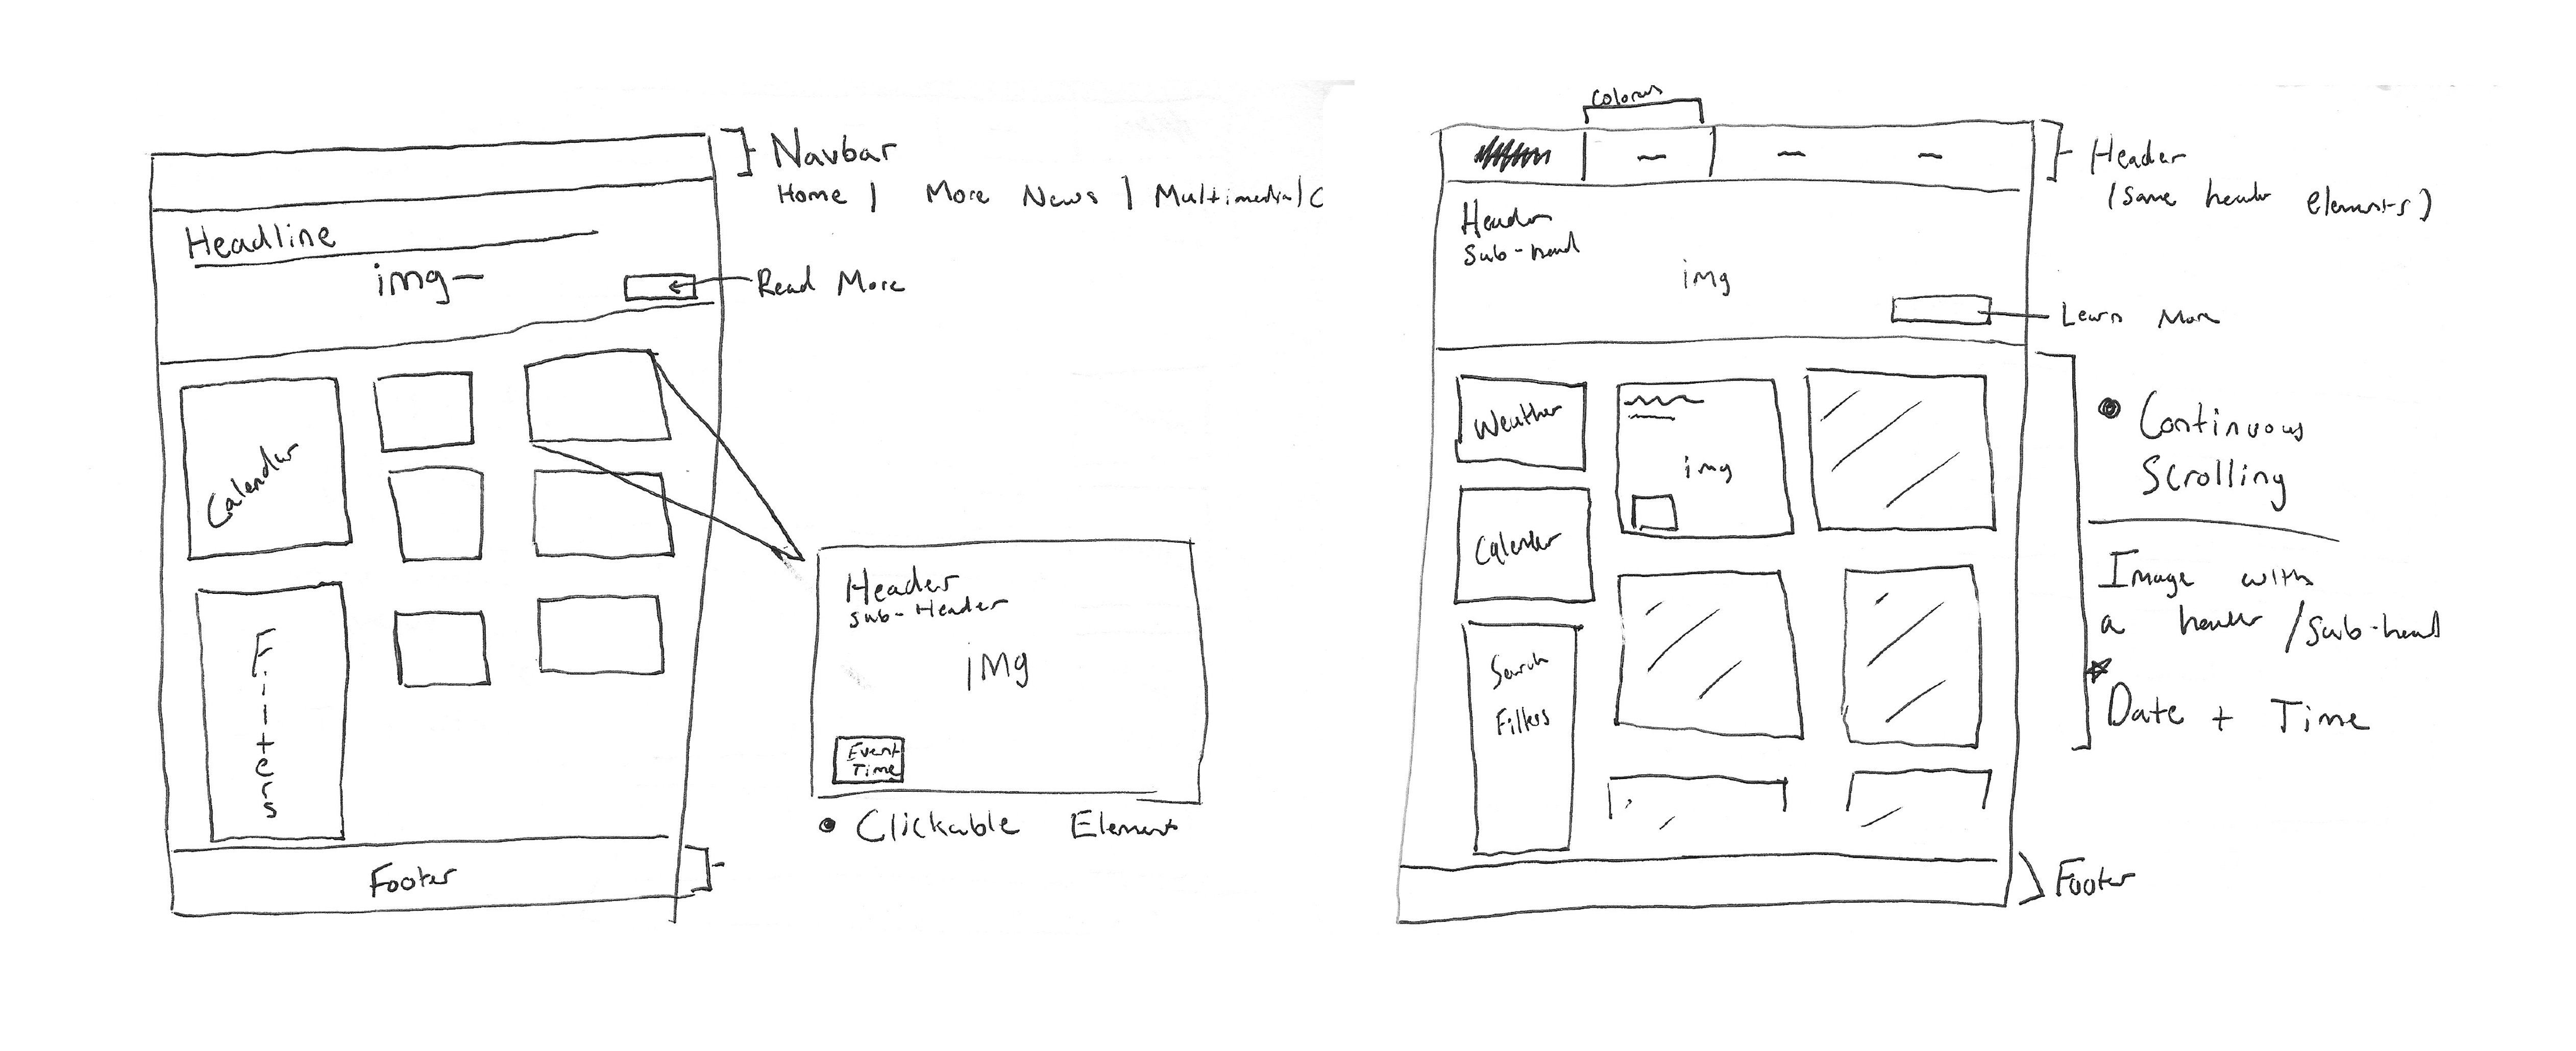 Navbar
Home | More News | Multimedia | C
Headline
img
Read More
Calendar
Filters
Header
Sub-Header
img
Event
Time
Clickable Element
Footer
Colors
Header
(Same header elements)
Header
Sub-head
img
Learn More
Weather
img
Calender
Search
Filters
Continuous
Scrolling
Image with
a header / sub-head
Date + Time
Footer